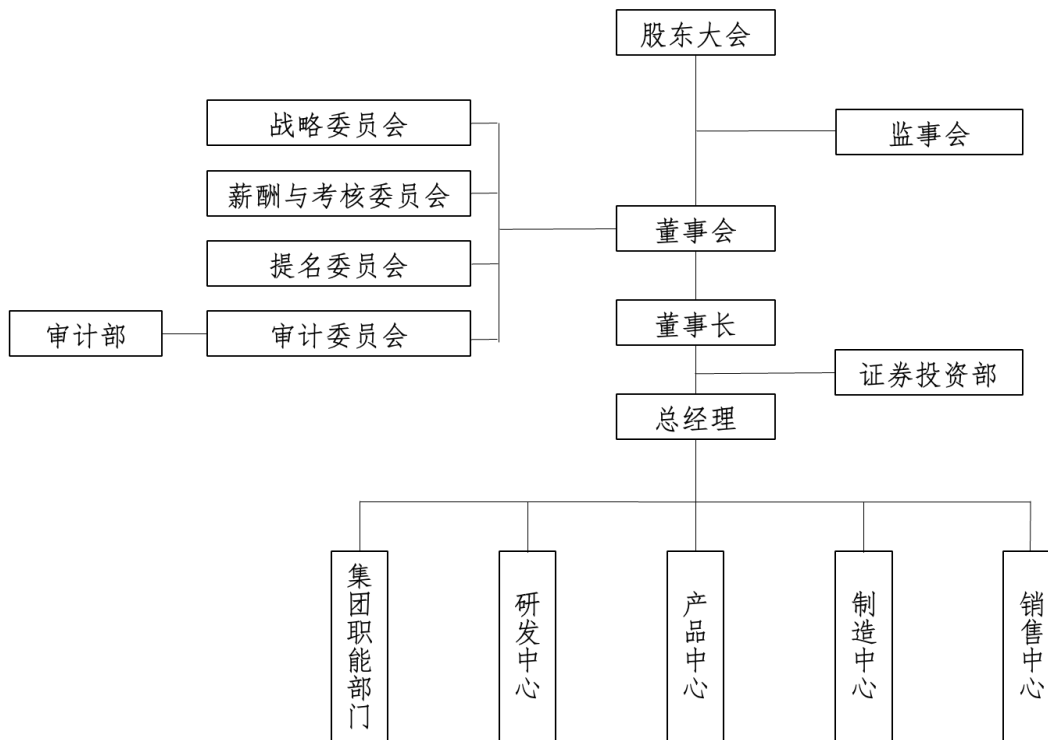 股东大会
战略委员会
监事会
薪酬与考核委员会
董事会
提名委员会
董事长
审计部
审计委员会
证券投资部
总经理
集团职能部门
研发中心
产品中心
制造中心
销售中心